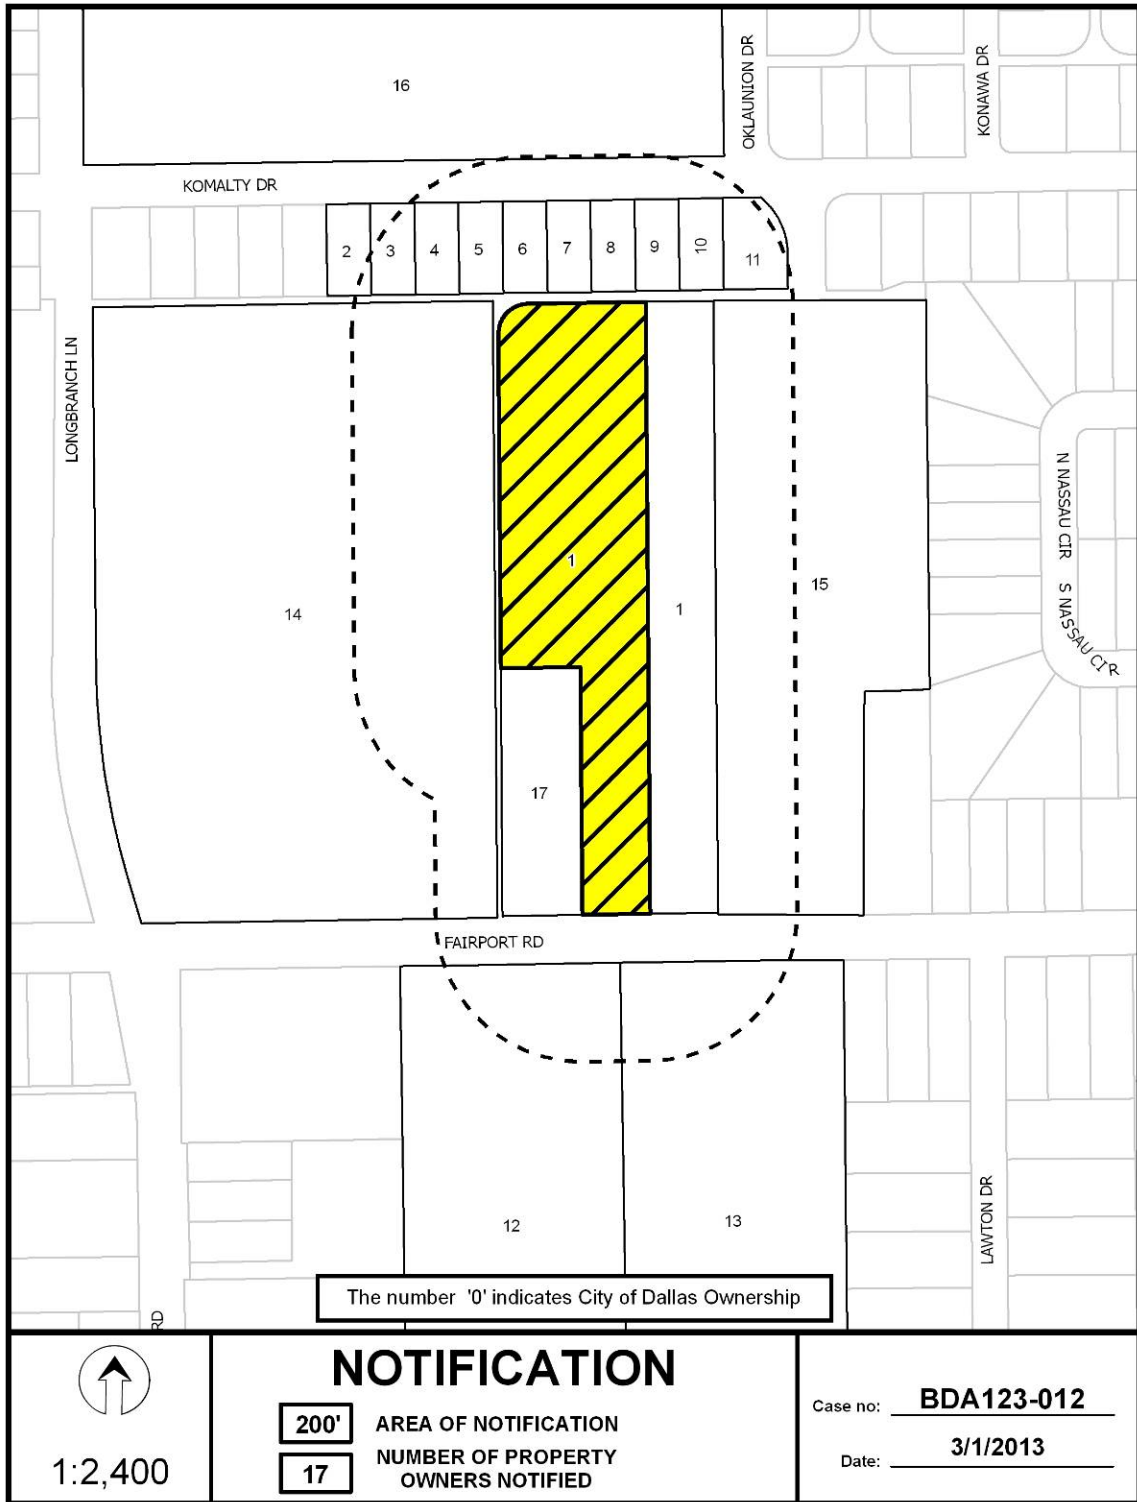 16
OKLAUNION DR
KONAWA DR
KOMALTY DR
2 3 4 5 6 7 8 9 10 11
LONGBRANCH LN
N NASSAU CIR
S NASSAU CIR
1
15
14
1
17
FAIRPORT RD
12
13
LAWTON DR
The number '0' indicates City of Dallas Ownership
RD
1:2,400
NOTIFICATION
200' AREA OF NOTIFICATION
17 NUMBER OF PROPERTY
OWNERS NOTIFIED
Case no: BDA123-012
Date: 3/1/2013